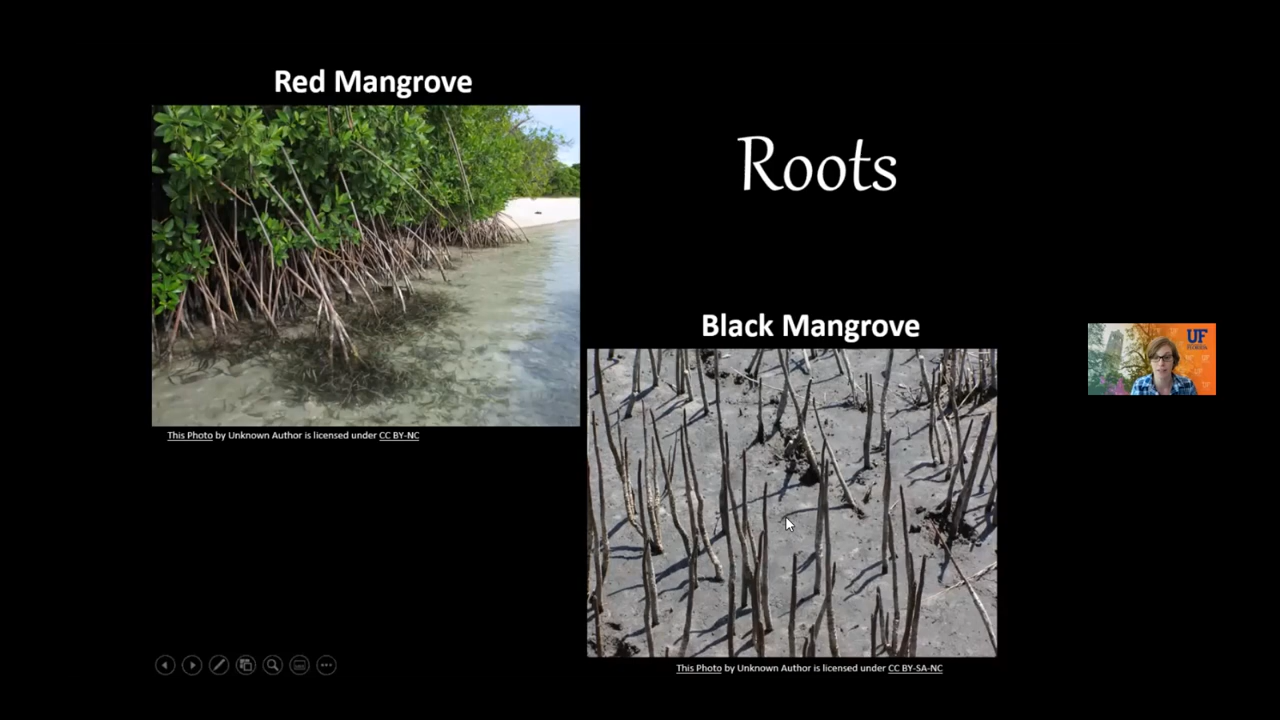 Red Mangrove
Roots
This Photo by Unknown Author is licensed under CC BY-NC
Black Mangrove
UF
FLORIDA
This Photo by Unknown Author is licensed under CC BY-SA-NC